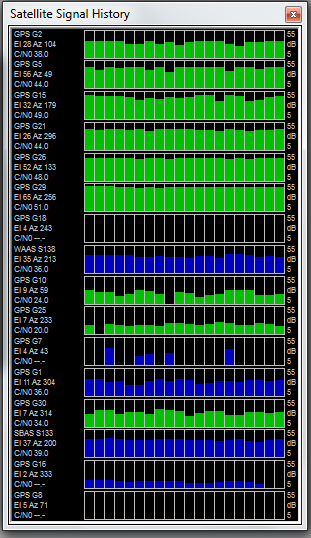 Satellite Signal History
GPS G2 55
El 28 Az 104 dB
C/N0 38.0 5
GPS G5 55
El 56 Az 49 dB
C/N0 44.0 5
GPS G15 55
El 32 Az 179 dB
C/N0 49.0 5
GPS G21 55
El 26 Az 296 dB
C/N0 44.0 5
GPS G26 55
El 52 Az 133 dB
C/N0 48.0 5
GPS G29 55
El 65 Az 256 dB
C/N0 51.0 5
GPS G18 55
El 4 Az 243 dB
C/N0 --.- 5
WAAS S138 55
El 35 Az 213 dB
C/N0 36.0 5
GPS G10 55
El 9 Az 59 dB
C/N0 24.0 5
GPS G25 55
El 7 Az 233 dB
C/N0 20.0 5
GPS G7 55
El 4 Az 43 dB
C/N0 --.- 5
GPS G1 55
El 11 Az 304 dB
C/N0 36.0 5
GPS G30 55
El 7 Az 314 dB
C/N0 34.0 5
SBAS S133 55
El 37 Az 200 dB
C/N0 39.0 5
GPS G16 55
El 2 Az 333 dB
C/N0 --.- 5
GPS G8 55
El 5 Az 71 dB
C/N0 --.- 5